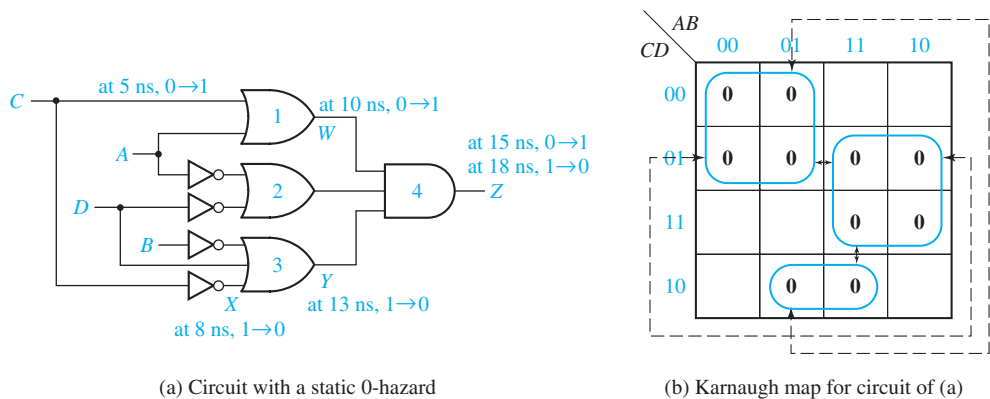 C
at 5 ns, 0→1
1
at 10 ns, 0→1
W
A
2
4
at 15 ns, 0→1
at 18 ns, 1→0
Z
D
B
3
X
Y
at 8 ns, 1→0
at 13 ns, 1→0
(a) Circuit with a static 0-hazard
AB
CD
00 01 11 10
00 0 0
01 0 0 0 0
11 0 0
10 0 0
(b) Karnaugh map for circuit of (a)